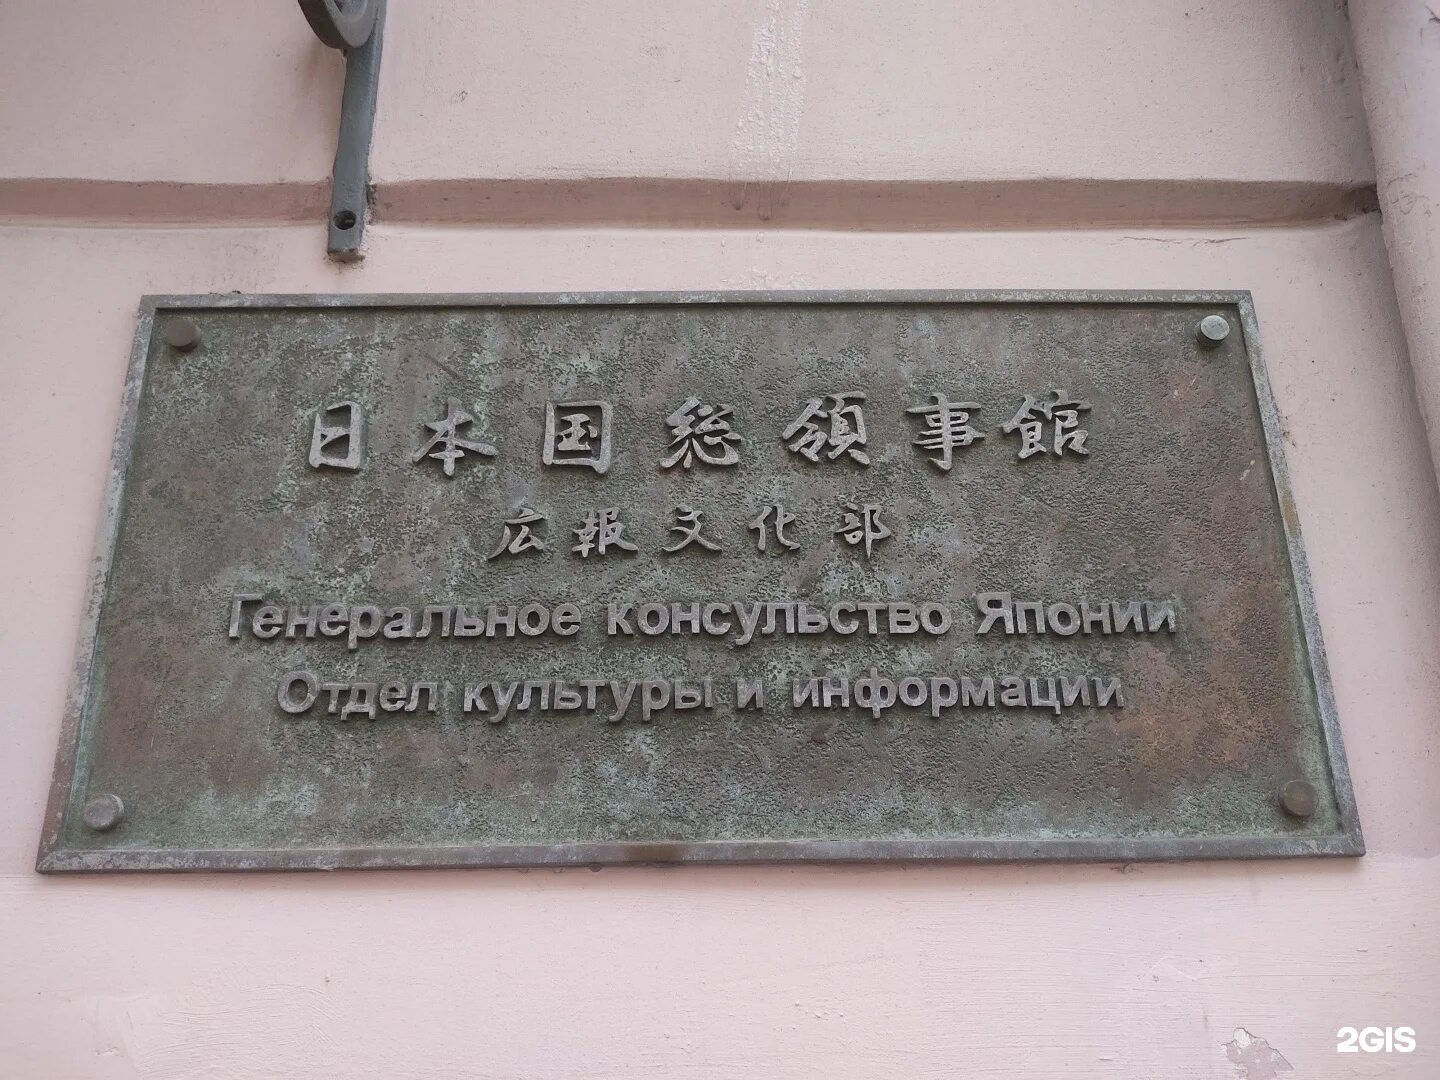 日本国総領事館
広報文化部
Генеральное консульство Японии
Отдел культуры и информации
2GIS